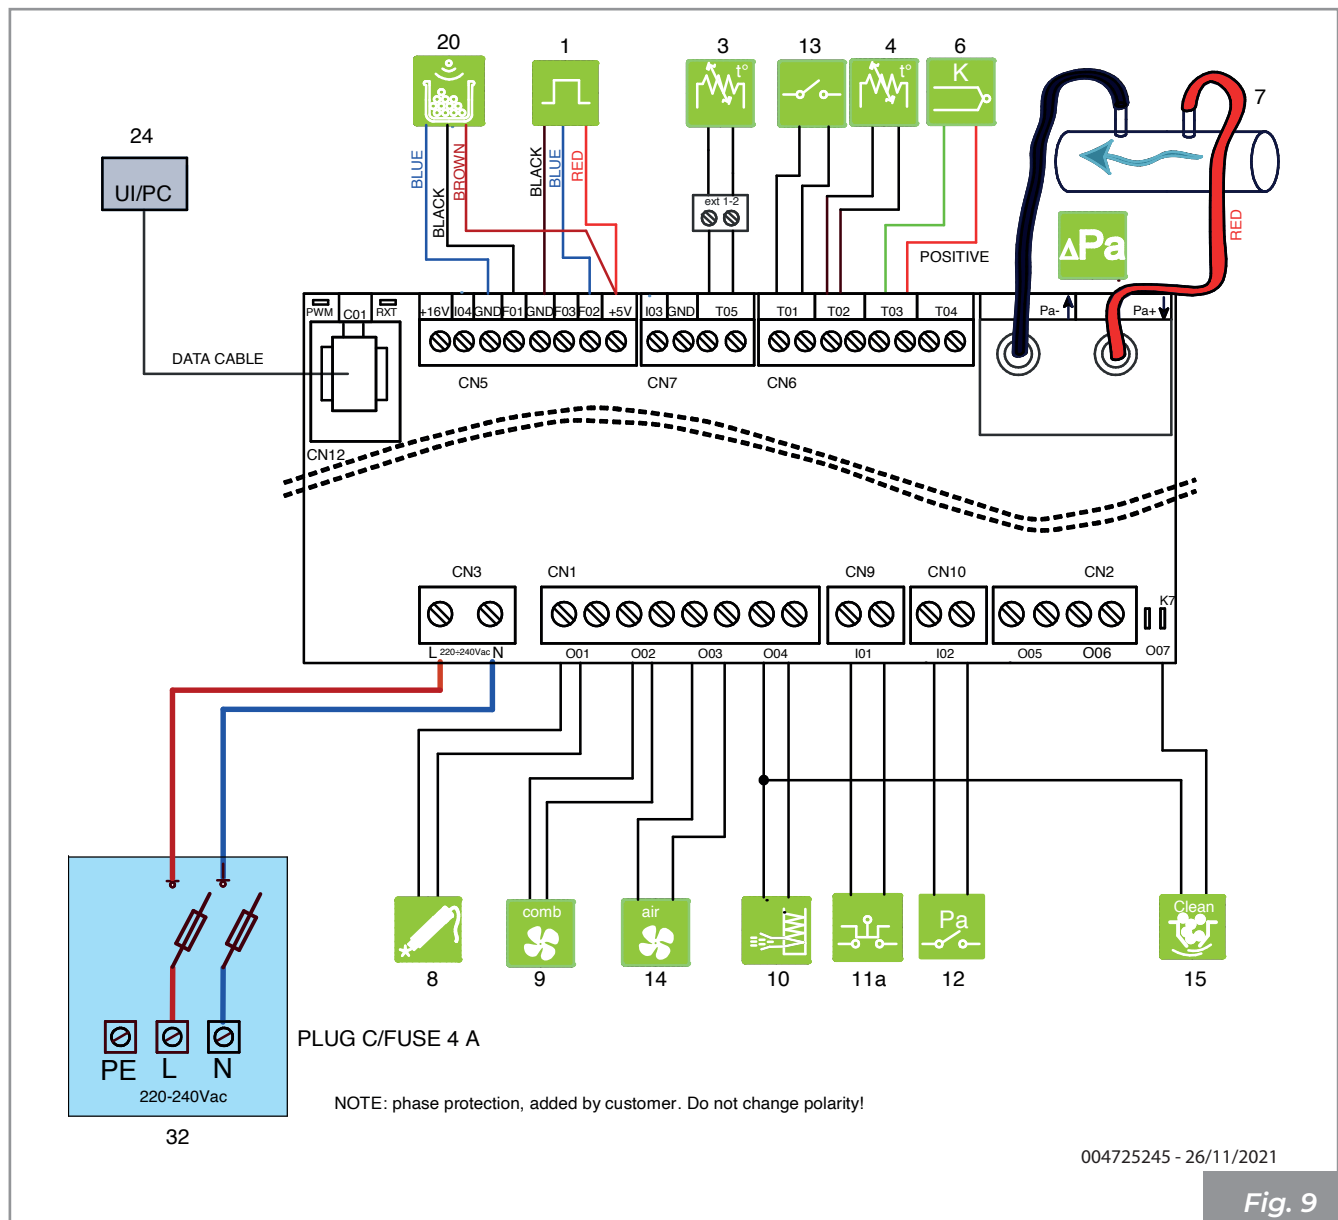 20 1 3 13 4 6
t° t° K
7
24
UI/PC
BLUE BLACK BROWN BLACK BLUE RED
ext 1-2
POSITIVE
ΔPa
RED
DATA CABLE
PWM C01 RXT
+16V I04 GND F01 GND F03 F02 +5V
I03 GND T05
T01 T02 T03 T04
Pa- Pa+
CN5 CN7 CN6
CN12
CN3 CN1 CN9 CN10 CN2
K7
L 220÷240Vac N
O01 O02 O03 O04 I01 I02 O05 O06 O07
comb air Pa Clean
8 9 14 10 11a 12 15
PLUG C/FUSE 4 A
PE L N
220-240Vac
32
NOTE: phase protection, added by customer. Do not change polarity!
004725245 - 26/11/2021
Fig. 9